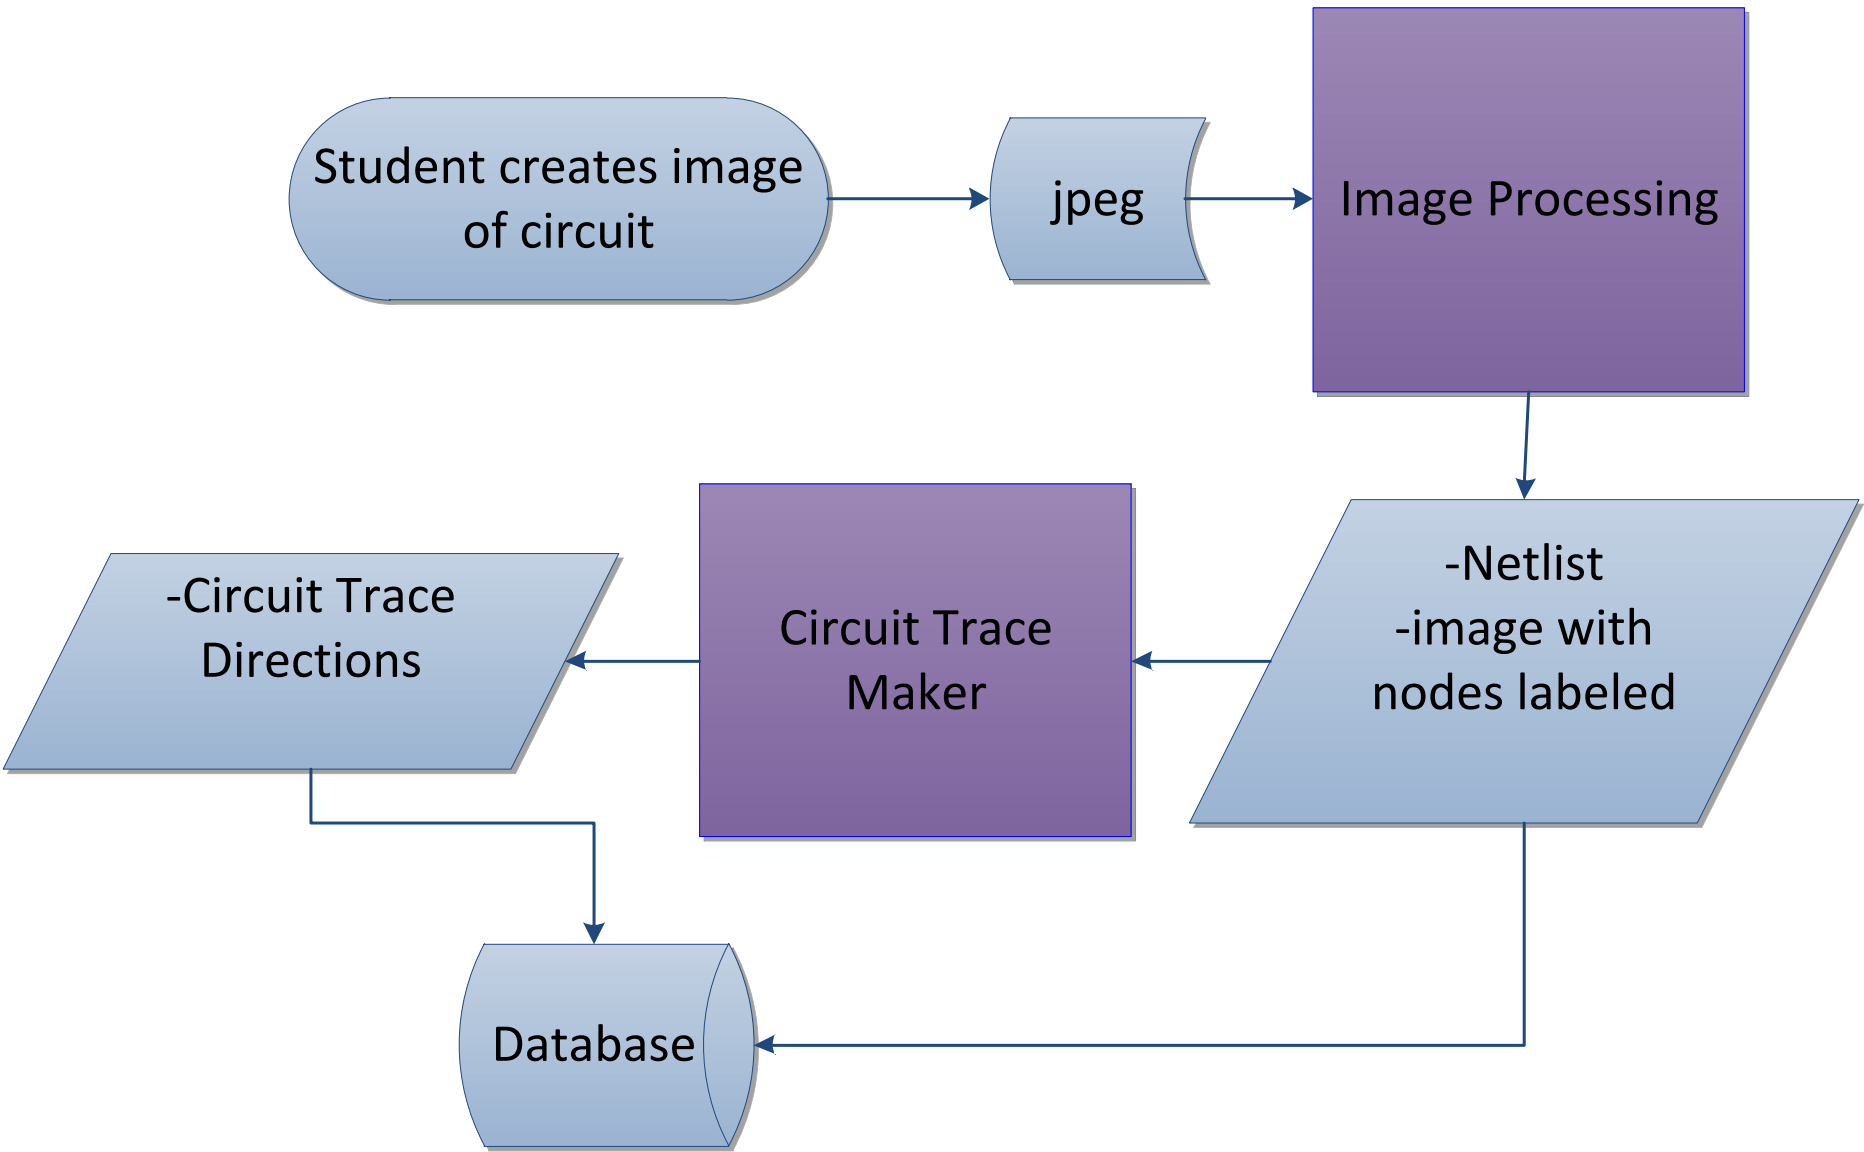 Student creates image
of circuit
jpeg
Image Processing
-Netlist
-image with
nodes labeled
Circuit Trace
Maker
-Circuit Trace
Directions
Database